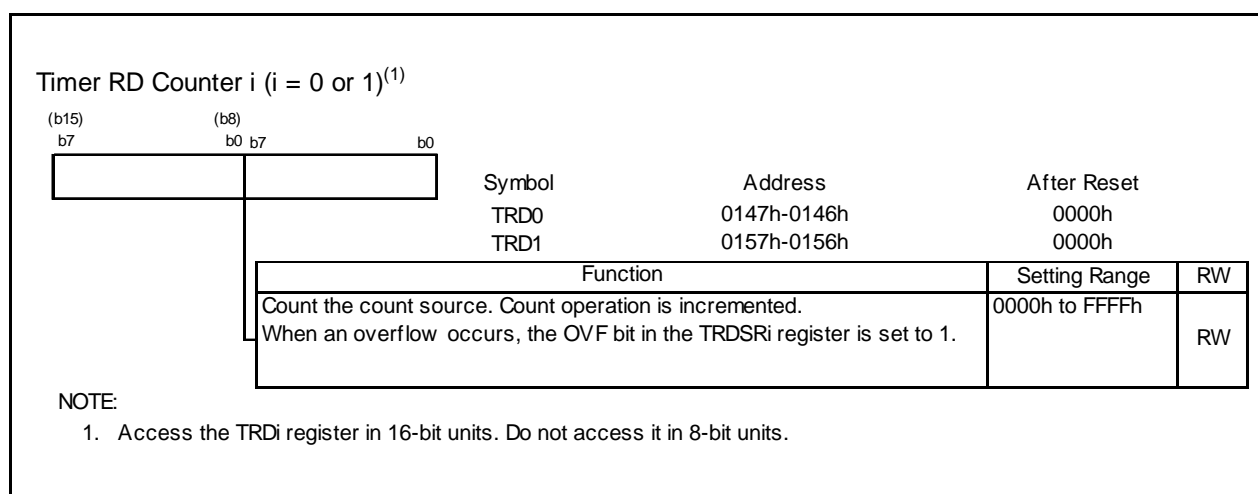 Timer RD Counter i (i = 0 or 1)(1)
(b15) (b8)
b7 b0 b7 b0
Symbol Address After Reset
TRD0 0147h-0146h 0000h
TRD1 0157h-0156h 0000h
Function Setting Range RW
Count the count source. Count operation is incremented. 0000h to FFFFh
When an overflow occurs, the OVF bit in the TRDSRi register is set to 1. RW
NOTE:
1. Access the TRDi register in 16-bit units. Do not access it in 8-bit units.